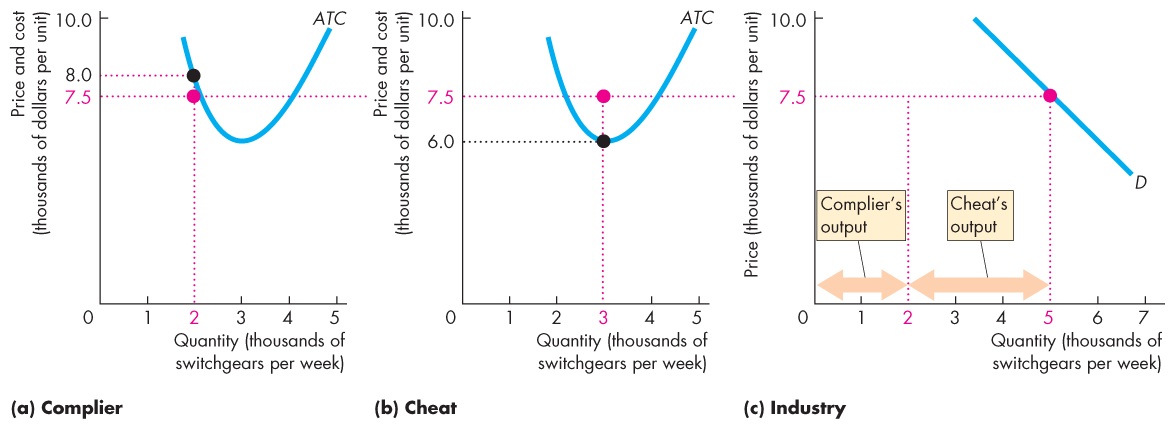 Price and cost
(thousands of dollars per unit)
10.0
8.0
7.5
ATC
0 1 2 3 4 5
Quantity (thousands of
switchgears per week)
(a) Complier
Price and cost
(thousands of dollars per unit)
10.0
7.5
6.0
ATC
0 1 2 3 4 5
Quantity (thousands of
switchgears per week)
(b) Cheat
Price (thousands of dollars per unit)
10.0
7.5
D
Complier's
output
Cheat's
output
0 1 2 3 4 5 6 7
Quantity (thousands of
switchgears per week)
(c) Industry